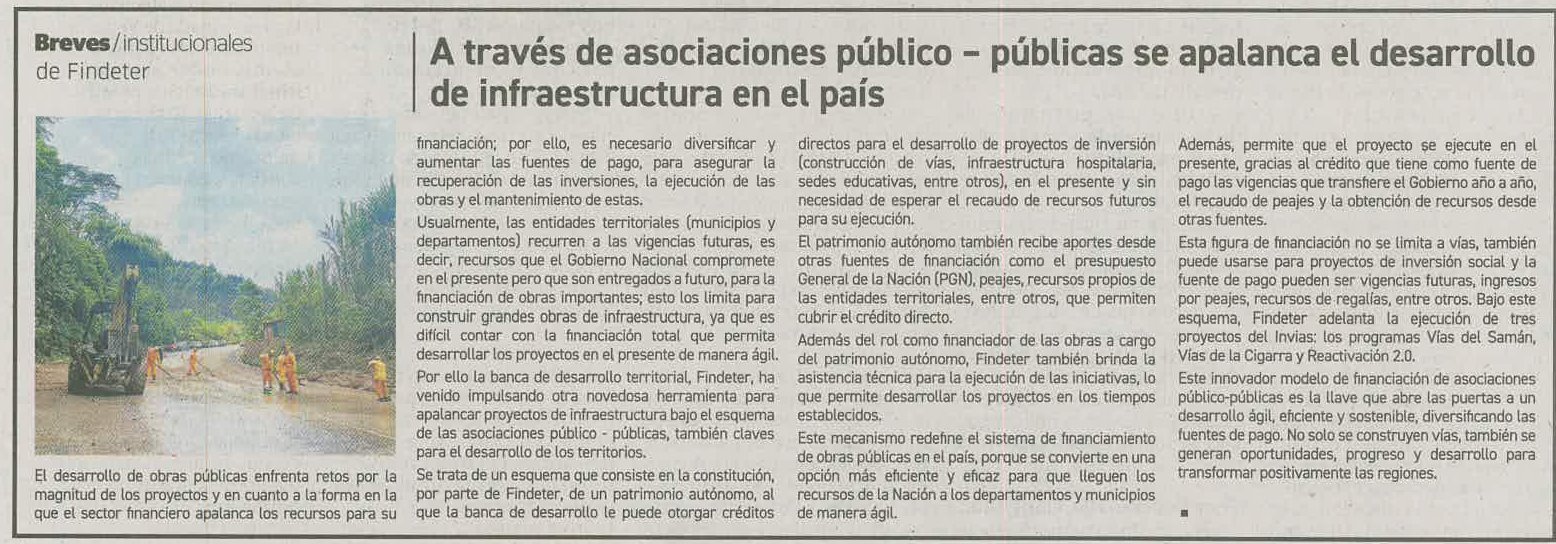 Breves/institucionales
de Findeter
A través de asociaciones público – públicas se apalanca el desarrollo
de infraestructura en el país
El desarrollo de obras públicas enfrenta retos por la
magnitud de los proyectos y en cuanto a la forma en la
que el sector financiero apalanca los recursos para su
financiación; por ello, es necesario diversificar y
aumentar las fuentes de pago, para asegurar la
recuperación de las inversiones, la ejecución de las
obras y el mantenimiento de estas.
Usualmente, las entidades territoriales (municipios y
departamentos) recurren a las vigencias futuras, es
decir, recursos que el Gobierno Nacional compromete
en el presente pero que son entregados a futuro, para la
financiación de obras importantes; esto los limita para
construir grandes obras de infraestructura, ya que es
difícil contar con la financiación total que permita
desarrollar los proyectos en el presente de manera ágil.
Por ello la banca de desarrollo territorial, Findeter, ha
venido impulsando otra novedosa herramienta para
apalancar proyectos de infraestructura bajo el esquema
de las asociaciones público - públicas, también claves
para el desarrollo de los territorios.
Se trata de un esquema que consiste en la constitución,
por parte de Findeter, de un patrimonio autónomo, al
que la banca de desarrollo le puede otorgar créditos
directos para el desarrollo de proyectos de inversión
(construcción de vías, infraestructura hospitalaria,
sedes educativas, entre otros), en el presente y sin
necesidad de esperar el recaudo de recursos futuros
para su ejecución.
El patrimonio autónomo también recibe aportes desde
otras fuentes de financiación como el presupuesto
General de la Nación (PGN), peajes, recursos propios de
las entidades territoriales, entre otros, que permiten
cubrir el crédito directo.
Además del rol como financiador de las obras a cargo
del patrimonio autónomo, Findeter también brinda la
asistencia técnica para la ejecución de las iniciativas, lo
que permite desarrollar los proyectos en los tiempos
establecidos.
Este mecanismo redefine el sistema de financiamiento
de obras públicas en el país, porque se convierte en una
opción más eficiente y eficaz para que lleguen los
recursos de la Nación a los departamentos y municipios
de manera ágil.
Además, permite que el proyecto se ejecute en el
presente, gracias al crédito que tiene como fuente de
pago las vigencias que transfiere el Gobierno año a año,
el recaudo de peajes y la obtención de recursos desde
otras fuentes.
Esta figura de financiación no se limita a vías, también
puede usarse para proyectos de inversión social y la
fuente de pago pueden ser vigencias futuras, ingresos
por peajes, recursos de regalías, entre otros. Bajo este
esquema, Findeter adelanta la ejecución de tres
proyectos del Invias: los programas Vías del Samán,
Vías de la Cigarra y Reactivación 2.0.
Este innovador modelo de financiación de asociaciones
público-públicas es la llave que abre las puertas a un
desarrollo ágil, eficiente y sostenible, diversificando las
fuentes de pago. No solo se construyen vías, también se
generan oportunidades, progreso y desarrollo para
transformar positivamente las regiones.